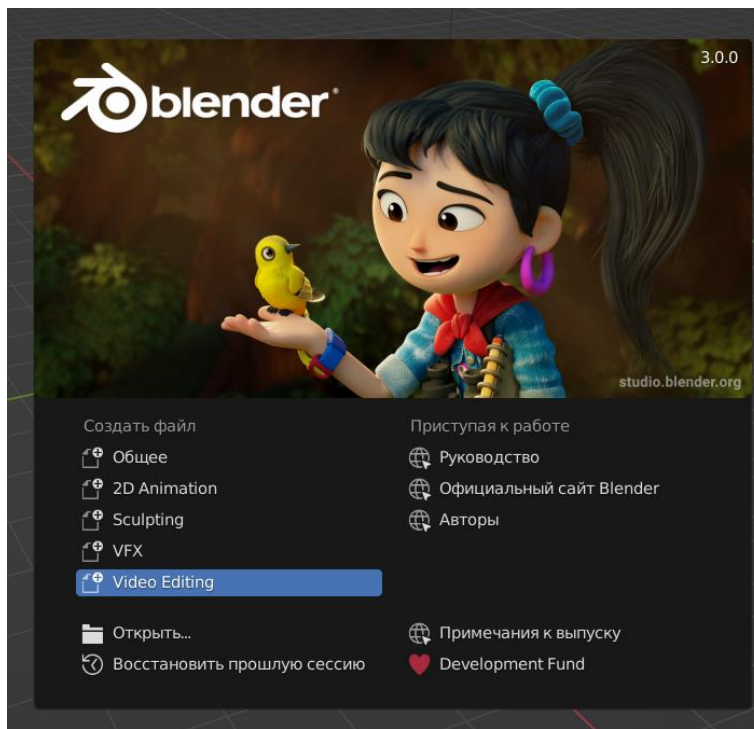 3.0.0
blender®
studio.blender.org
Создать файл
Общее
2D Animation
Sculpting
VFX
Video Editing
Открыть...
Восстановить прошлую сессию
Приступая к работе
Руководство
Официальный сайт Blender
Авторы
Примечания к выпуску
Development Fund